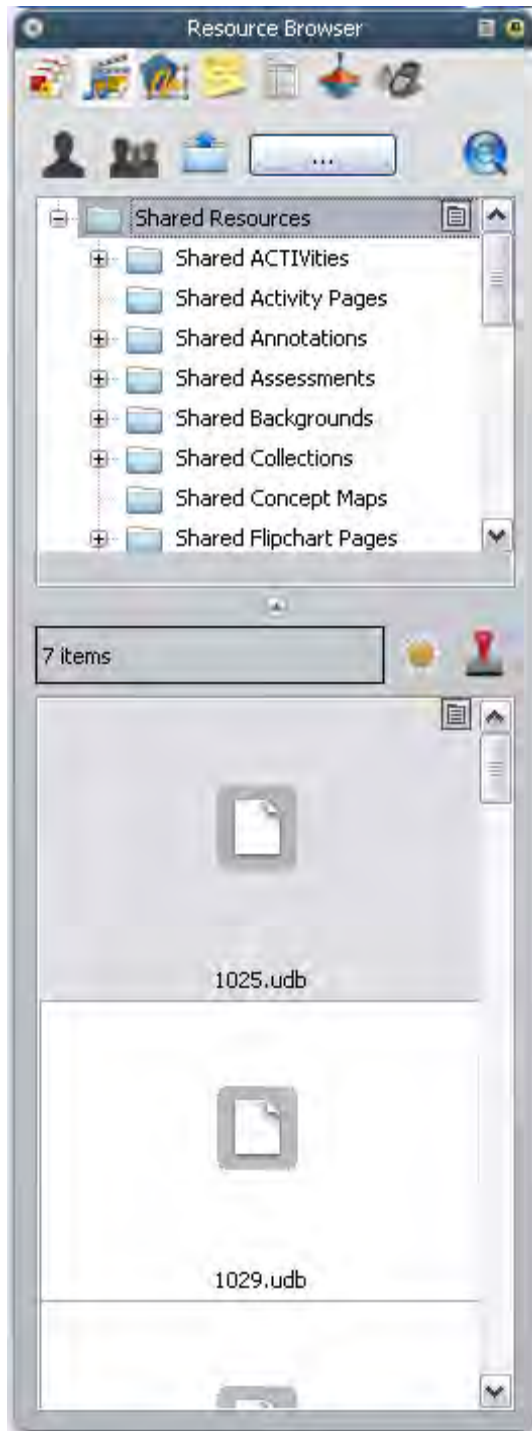 Resource Browser
...
Shared Resources
Shared ACTIVities
Shared Activity Pages
Shared Annotations
Shared Assessments
Shared Backgrounds
Shared Collections
Shared Concept Maps
Shared Flipchart Pages
7 items
1025.udb
1029.udb